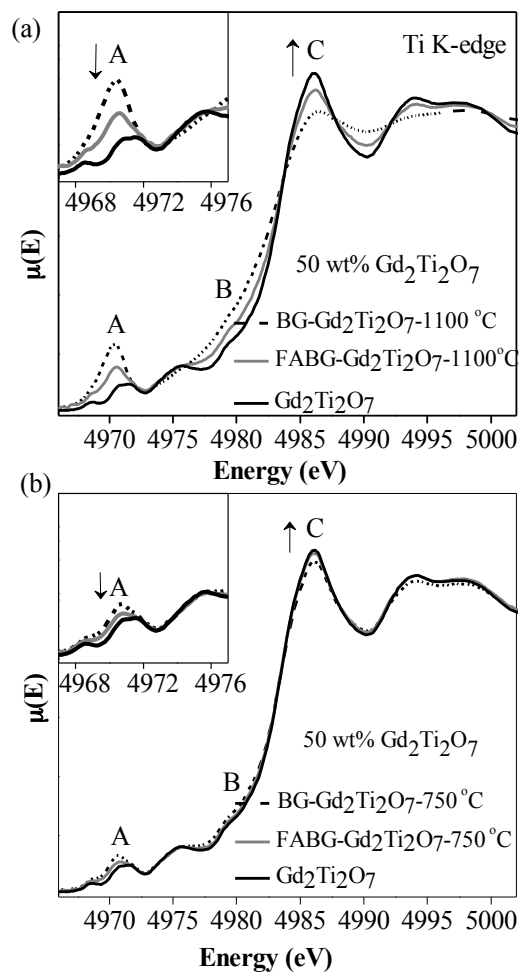 (a)
A
C
Ti K-edge
4968 4972 4976
50 wt% Gd2Ti2O7
B
A
BG-Gd2Ti2O7-1100 °C
FABG-Gd2Ti2O7-1100°C
Gd2Ti2O7
μ(E)
4970 4975 4980 4985 4990 4995 5000
Energy (eV)
(b)
A
C
4968 4972 4976
50 wt% Gd2Ti2O7
B
A
BG-Gd2Ti2O7-750 °C
FABG-Gd2Ti2O7-750 °C
Gd2Ti2O7
μ(E)
4970 4975 4980 4985 4990 4995 5000
Energy (eV)